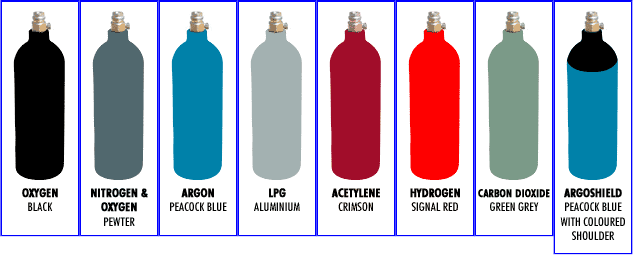 OXYGEN
BLACK
NITROGEN &
OXYGEN
PEWTER
ARGON
PEACOCK BLUE
LPG
ALUMINIUM
ACETYLENE
CRIMSON
HYDROGEN
SIGNAL RED
CARBON DIOXIDE
GREEN GREY
ARGOSHIELD
PEACOCK BLUE
WITH COLOURED
SHOULDER